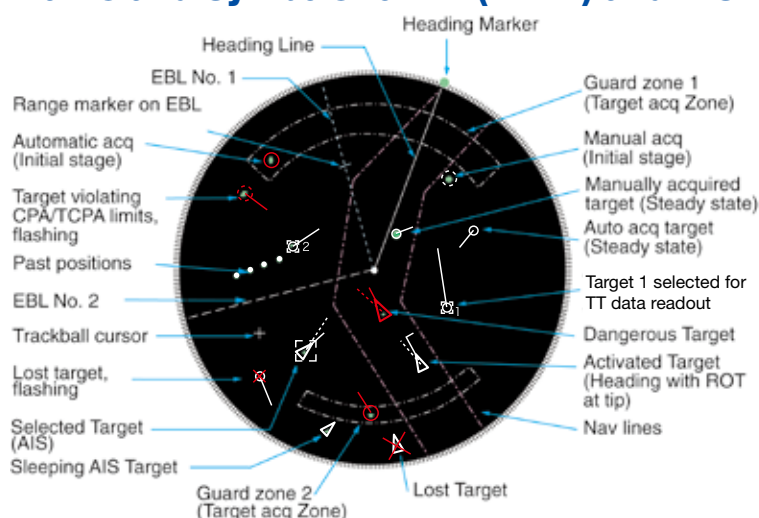 Heading Marker
Heading Line
EBL No. 1
Range marker on EBL
Automatic acq
(Initial stage)
Target violating
CPA/TCPA limits,
flashing
Past positions
EBL No. 2
Trackball cursor
Lost target,
flashing
Selected Target
(AIS)
Sleeping AIS Target
Guard zone 2
(Target acq Zone)
Lost Target
Guard zone 1
(Target acq Zone)
Manual acq
(Initial stage)
Manually acquired
target (Steady state)
Auto acq target
(Steady state)
Target 1 selected for
TT data readout
Dangerous Target
Activated Target
(Heading with ROT
at tip)
Nav lines
2
1